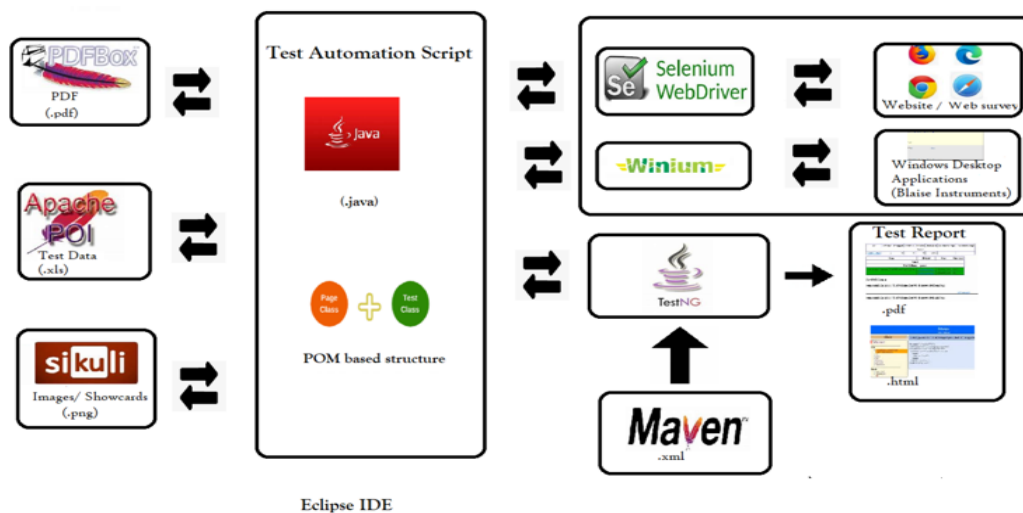 PDFBox
PDF
(.pdf)
Apache
POI
Test Data
(.xls)
sikuli
Images/ Showcards
(.png)
Test Automation Script
Java
(.java)
Page
Class
Test
Class
POM based structure
Eclipse IDE
Se
Selenium
WebDriver
Website / Web survey
Winium
Windows Desktop
Applications
(Blaise Instruments)
TestNG
Maven
.xml
Test Report
.pdf
.html